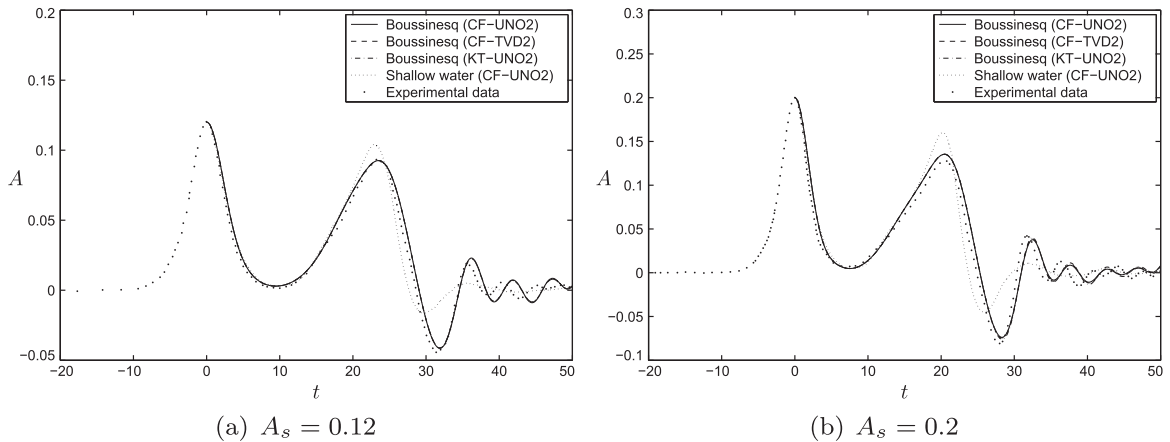 0.2
0.15
0.1
0.05
0
−0.05
A
−20 −10 0 10 20 30 40 50
t
Boussinesq (CF−UNO2)
Boussinesq (CF−TVD2)
Boussinesq (KT−UNO2)
Shallow water (CF−UNO2)
Experimental data
(a) As = 0.12
0.3
0.25
0.2
0.15
0.1
0.05
0
−0.05
−0.1
A
−20 −10 0 10 20 30 40 50
t
Boussinesq (CF−UNO2)
Boussinesq (CF−TVD2)
Boussinesq (KT−UNO2)
Shallow water (CF−UNO2)
Experimental data
(b) As = 0.2